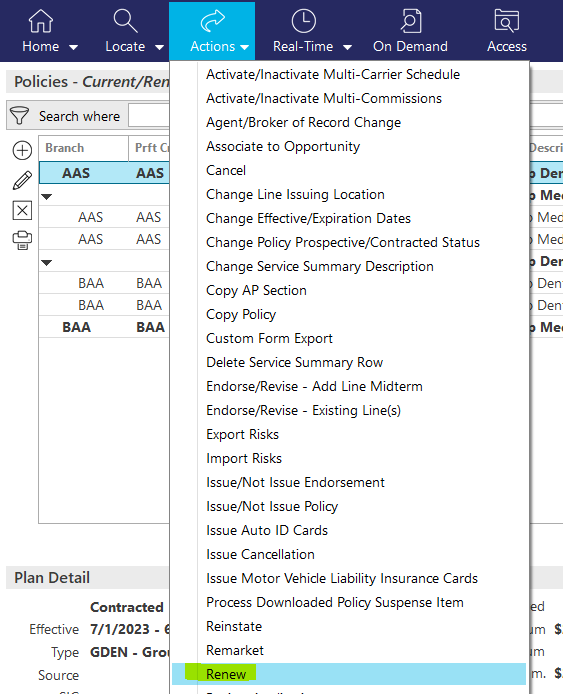 Home Locate Actions Real-Time On Demand Access
Policies - Current/Ren
Search where
Branch Prft Descri
AAS AAS Den
Med
AAS AAS Med
AAS AAS Med
Den
BAA BAA Den
BAA BAA Den
BAA BAA Med
Activate/Inactivate Multi-Carrier Schedule
Activate/Inactivate Multi-Commissions
Agent/Broker of Record Change
Associate to Opportunity
Cancel
Change Line Issuing Location
Change Effective/Expiration Dates
Change Policy Prospective/Contracted Status
Change Service Summary Description
Copy AP Section
Copy Policy
Custom Form Export
Delete Service Summary Row
Endorse/Revise - Add Line Midterm
Endorse/Revise - Existing Line(s)
Export Risks
Import Risks
Issue/Not Issue Endorsement
Issue/Not Issue Policy
Issue Auto ID Cards
Issue Cancellation
Issue Motor Vehicle Liability Insurance Cards
Process Downloaded Policy Suspense Item
Reinstate
Remarket
Renew
Plan Detail
Contracted ed
Effective 7/1/2023 - 6 um $
Type GDEN - Grou um
Source m. $